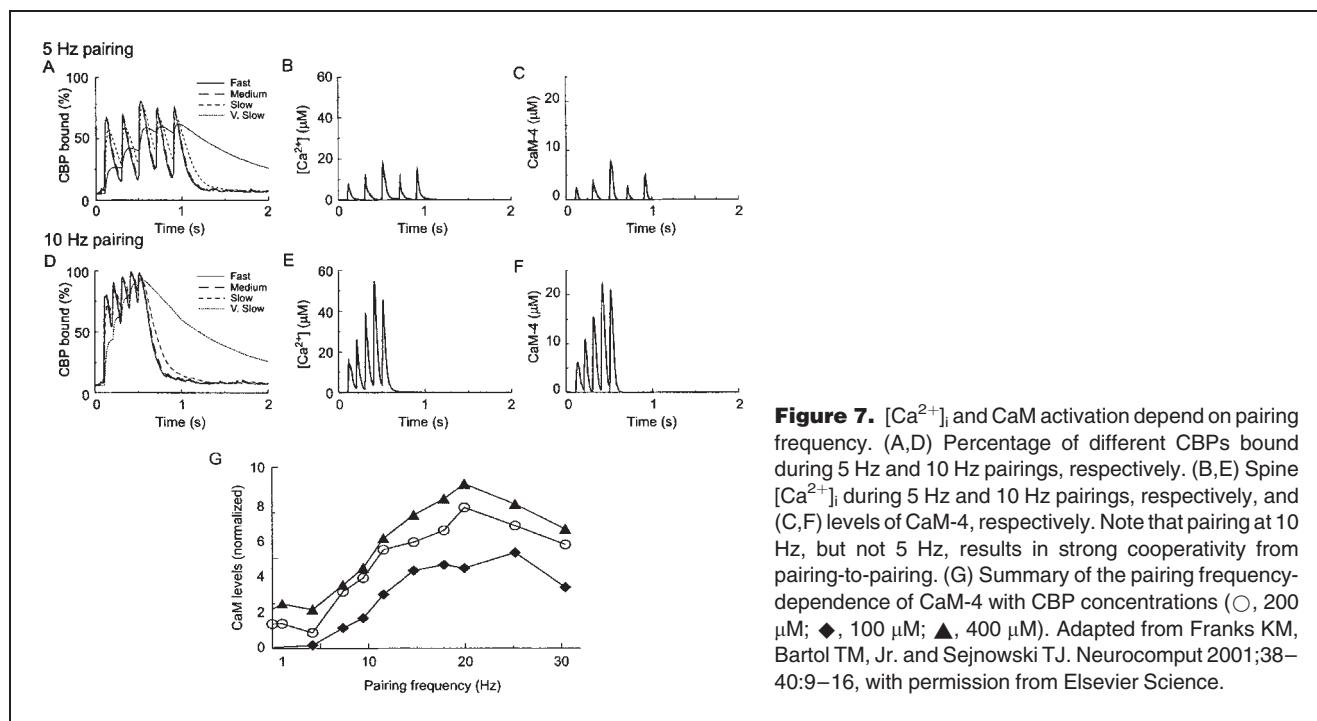 5 Hz pairing
A
B
C
100
50
0
CBP bound (%)
Fast
Medium
Slow
V. Slow
0 1 2
Time (s)
60
40
20
0
[Ca²⁺] (μM)
0 1 2
Time (s)
20
10
0
CaM-4 (μM)
0 1 2
Time (s)
10 Hz pairing
D
E
F
100
50
0
CBP bound (%)
Fast
Medium
Slow
V. Slow
0 1 2
Time (s)
60
40
20
0
[Ca²⁺] (μM)
0 1 2
Time (s)
20
10
0
CaM-4 (μM)
0 1 2
Time (s)
G
10
8
6
4
2
0
CaM levels (normalized)
1 10 20 30
Pairing frequency (Hz)
Figure 7. [Ca²⁺]ᵢ and CaM activation depend on pairing
frequency. (A,D) Percentage of different CBPs bound
during 5 Hz and 10 Hz pairings, respectively. (B,E) Spine
[Ca²⁺]ᵢ during 5 Hz and 10 Hz pairings, respectively, and
(C,F) levels of CaM-4, respectively. Note that pairing at 10
Hz, but not 5 Hz, results in strong cooperativity from
pairing-to-pairing. (G) Summary of the pairing frequency-
dependence of CaM-4 with CBP concentrations (○, 200
μM; ◆, 100 μM; ▲, 400 μM). Adapted from Franks KM,
Bartol TM, Jr. and Sejnowski TJ. Neurocomput 2001;38–
40:9–16, with permission from Elsevier Science.